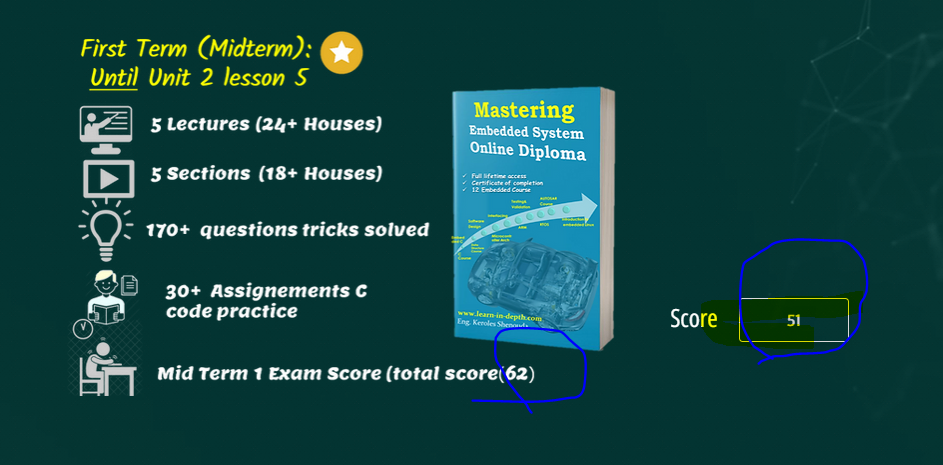 First Term (Midterm):
Until Unit 2 lesson 5
5 Lectures (24+ Houses)
5 Sections (18+ Houses)
170+ questions tricks solved
30+ Assignements C
code practice
Mid Term 1 Exam Score (total score(62)
Mastering
Embedded System
Online Diploma
✓ Full lifetime access
✓ Certificate of completion
✓ 12 Embedded Course
www.learn-in-depth.com
Eng. Keroles Shenouda
Score
51